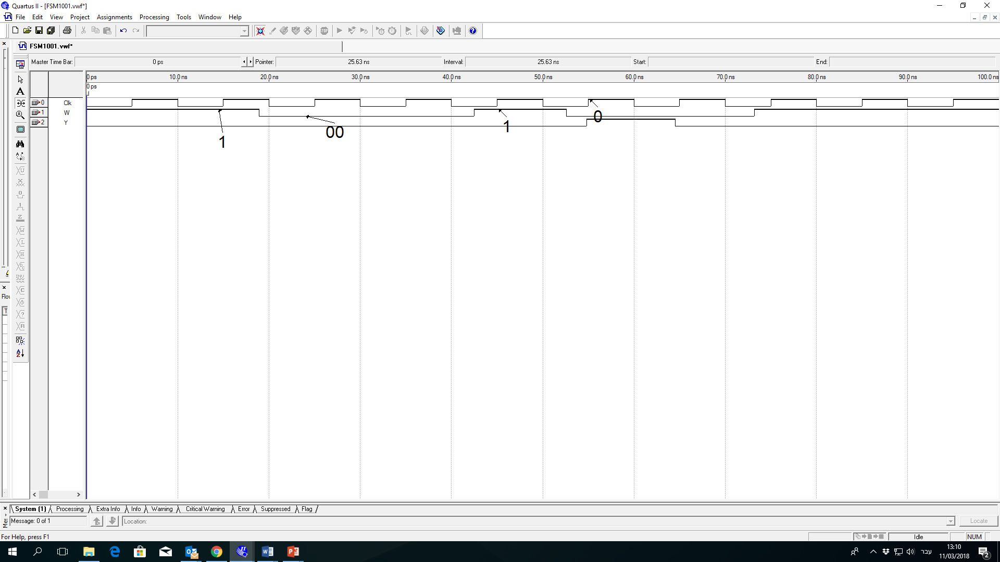 Quartus II - [FSM1001.vwf*]
File Edit View Project Assignments Processing Tools Window Help
FSM1001.vwf*
Master Time Bar: 0 ps Pointer: 25.63 ns Interval: 25.63 ns Start: End:
0 ps 10.0 ns 20.0 ns 30.0 ns 40.0 ns 50.0 ns 60.0 ns 70.0 ns 80.0 ns 90.0 ns 100.0 ns
0 ps
0 Clk
1 W
2 Y
0
1
00
1
Flov
T
System (1) Processing Extra Info Info Warning Critical Warning Error Suppressed Flag
Message: 0 of 1 Location: Locate
For Help, press F1 Idle NUM
עבר
13:10
11/03/2018
2